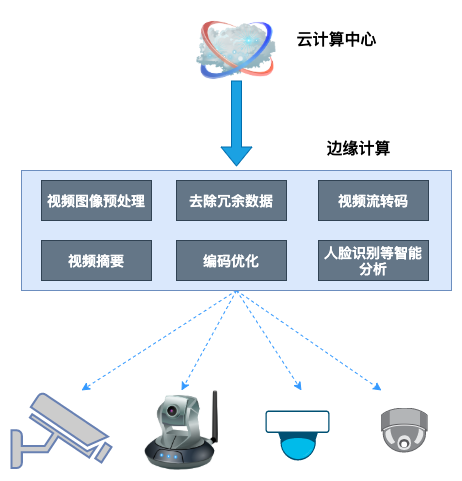 云计算中心
边缘计算
视频图像预处理
去除冗余数据
视频流转码
视频摘要
编码优化
人脸识别等智能
分析